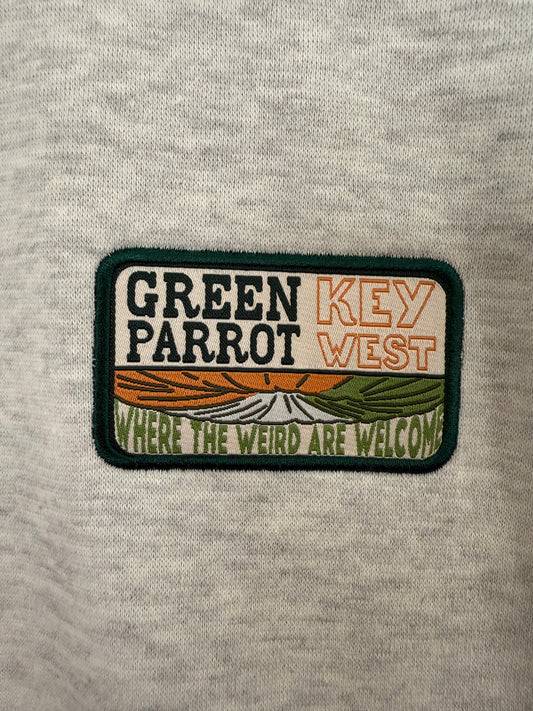 GREEN KEY
PARROT WEST
WHERE THE WEIRD ARE WELCOME